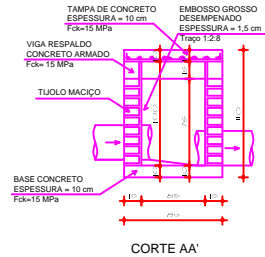 TAMPA DE CONCRETO
ESPESSURA = 10 cm
Fck=15 MPa
EMBOSSO GROSSO
DESEMPENADO
ESPESSURA = 1,5 cm
Traço 1:2:8
VIGA RESPALDO
CONCRETO ARMADO
Fck=15 MPa
TIJOLO MACIÇO
BASE CONCRETO
ESPESSURA = 10 cm
Fck=15 MPa
CORTE AA'